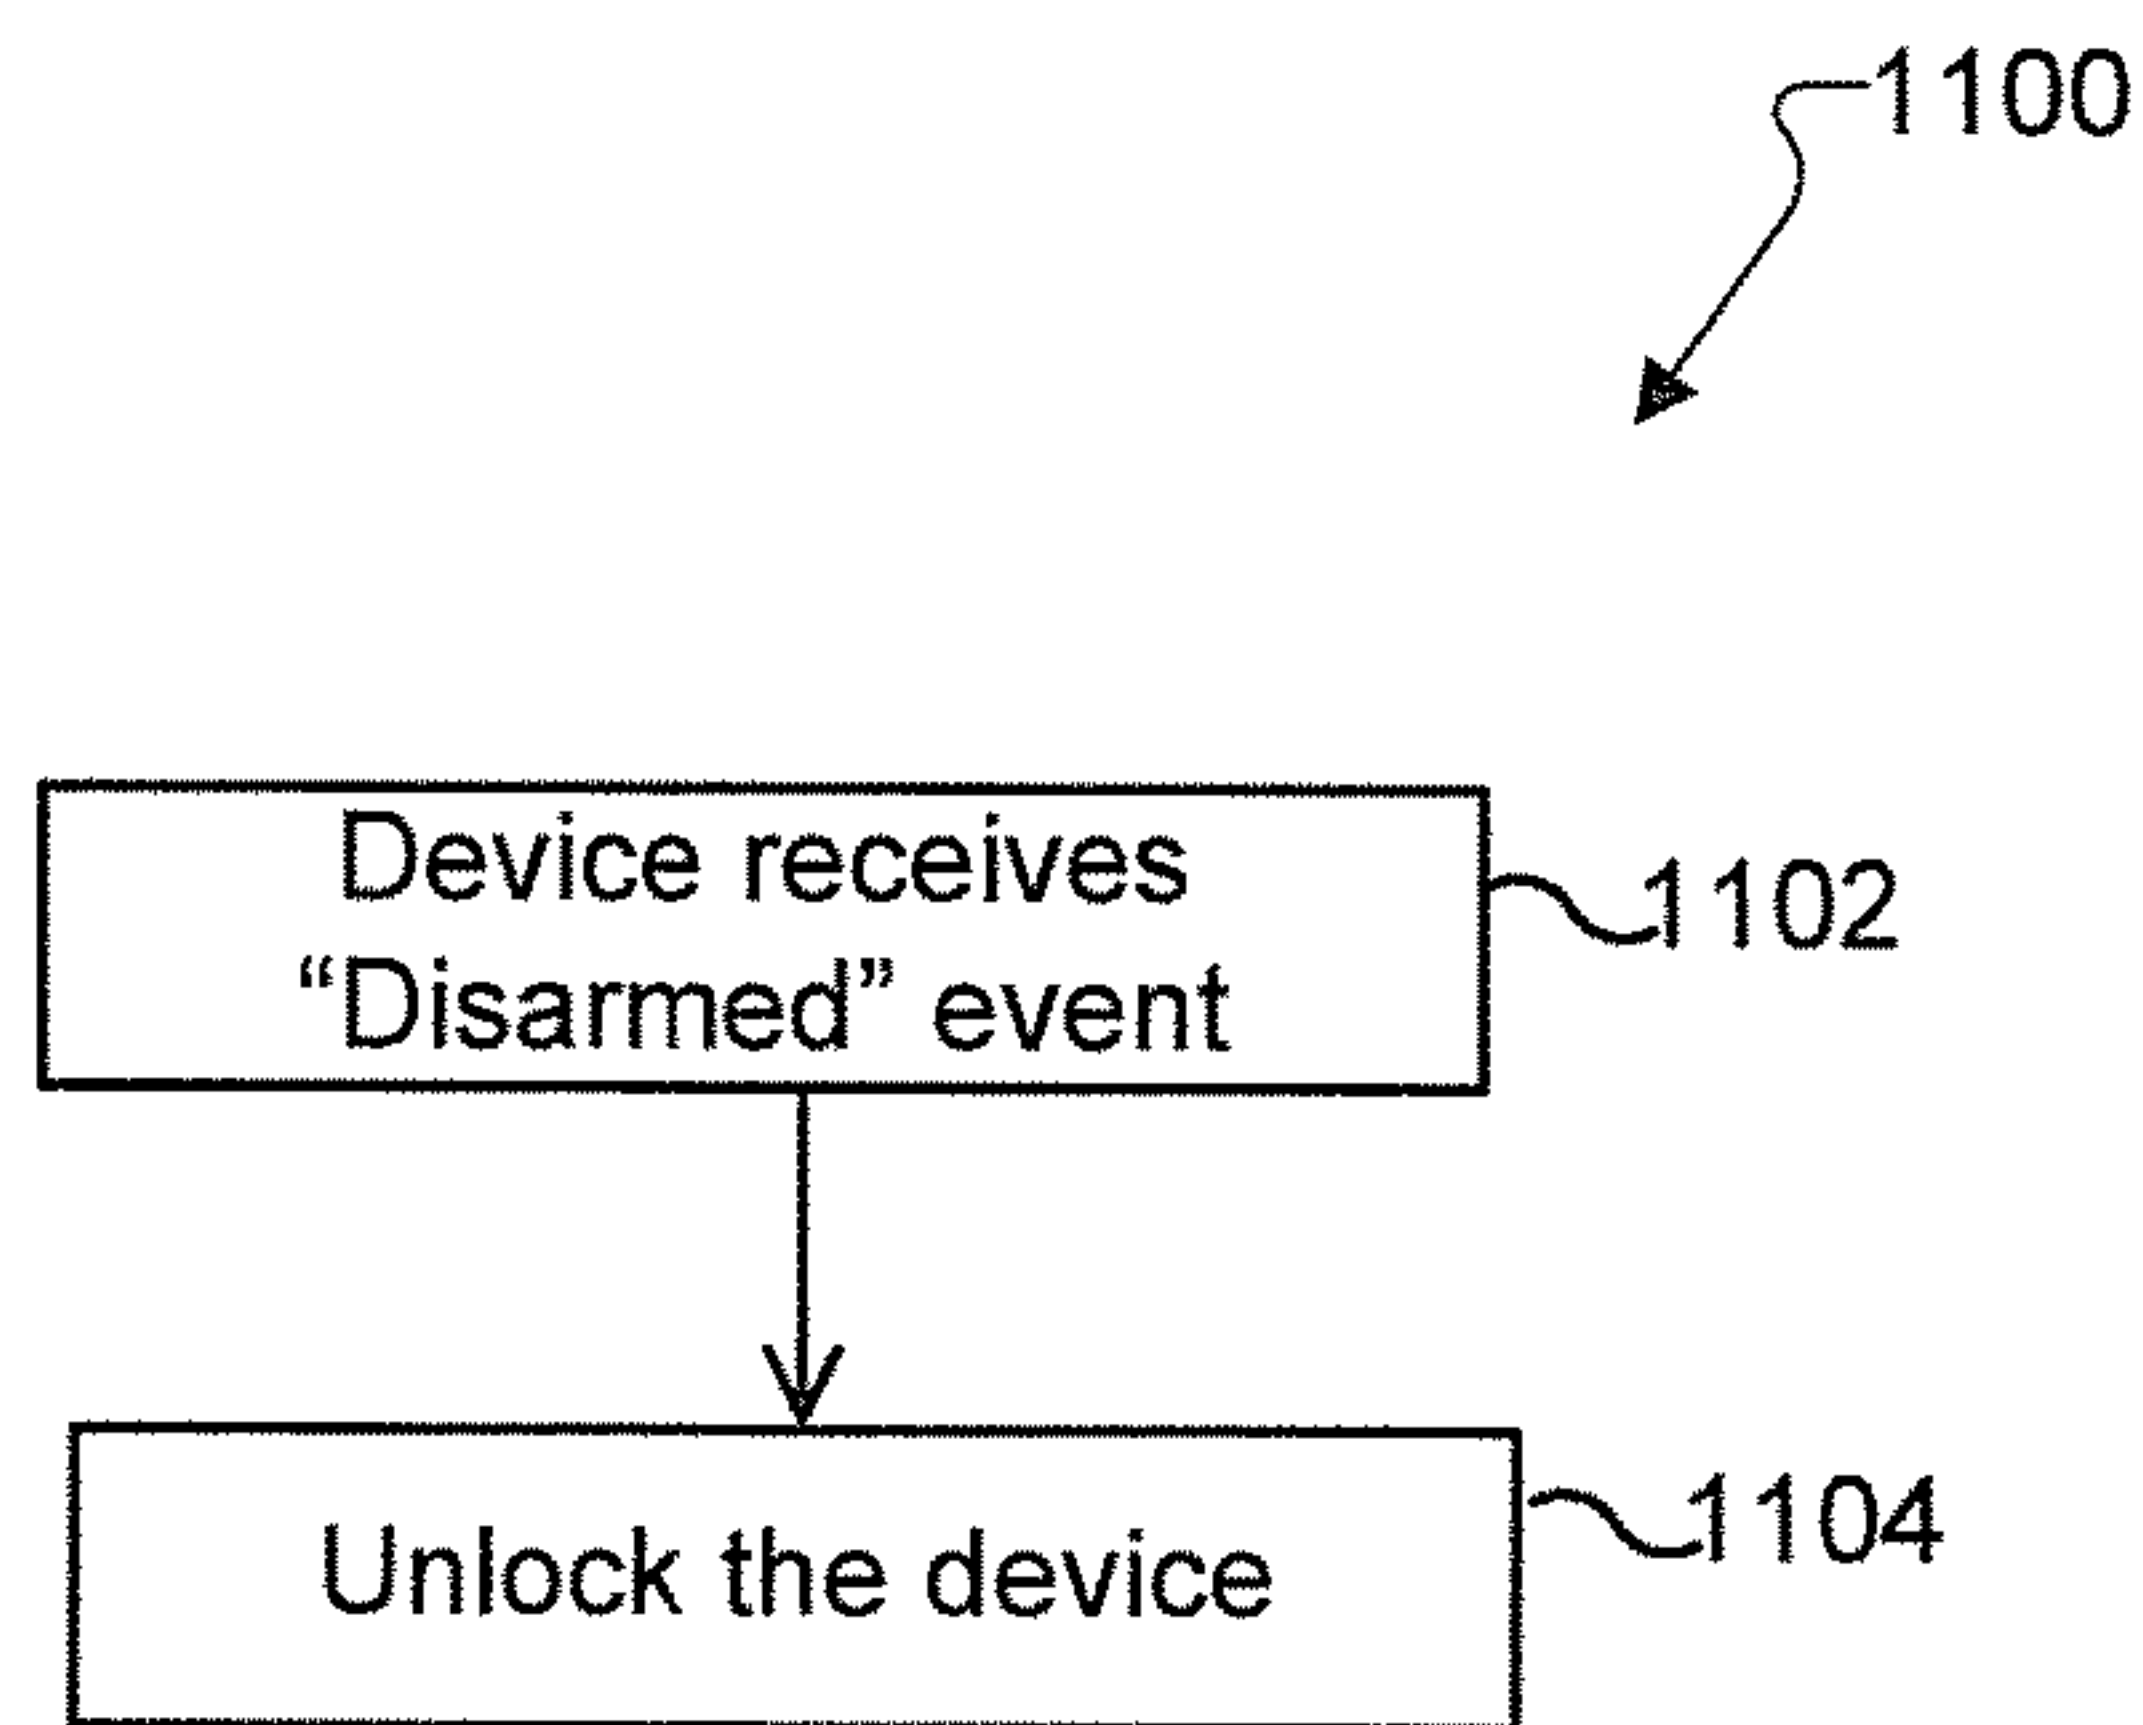 1100
Device receives
“Disarmed” event
1102
Unlock the device
1104